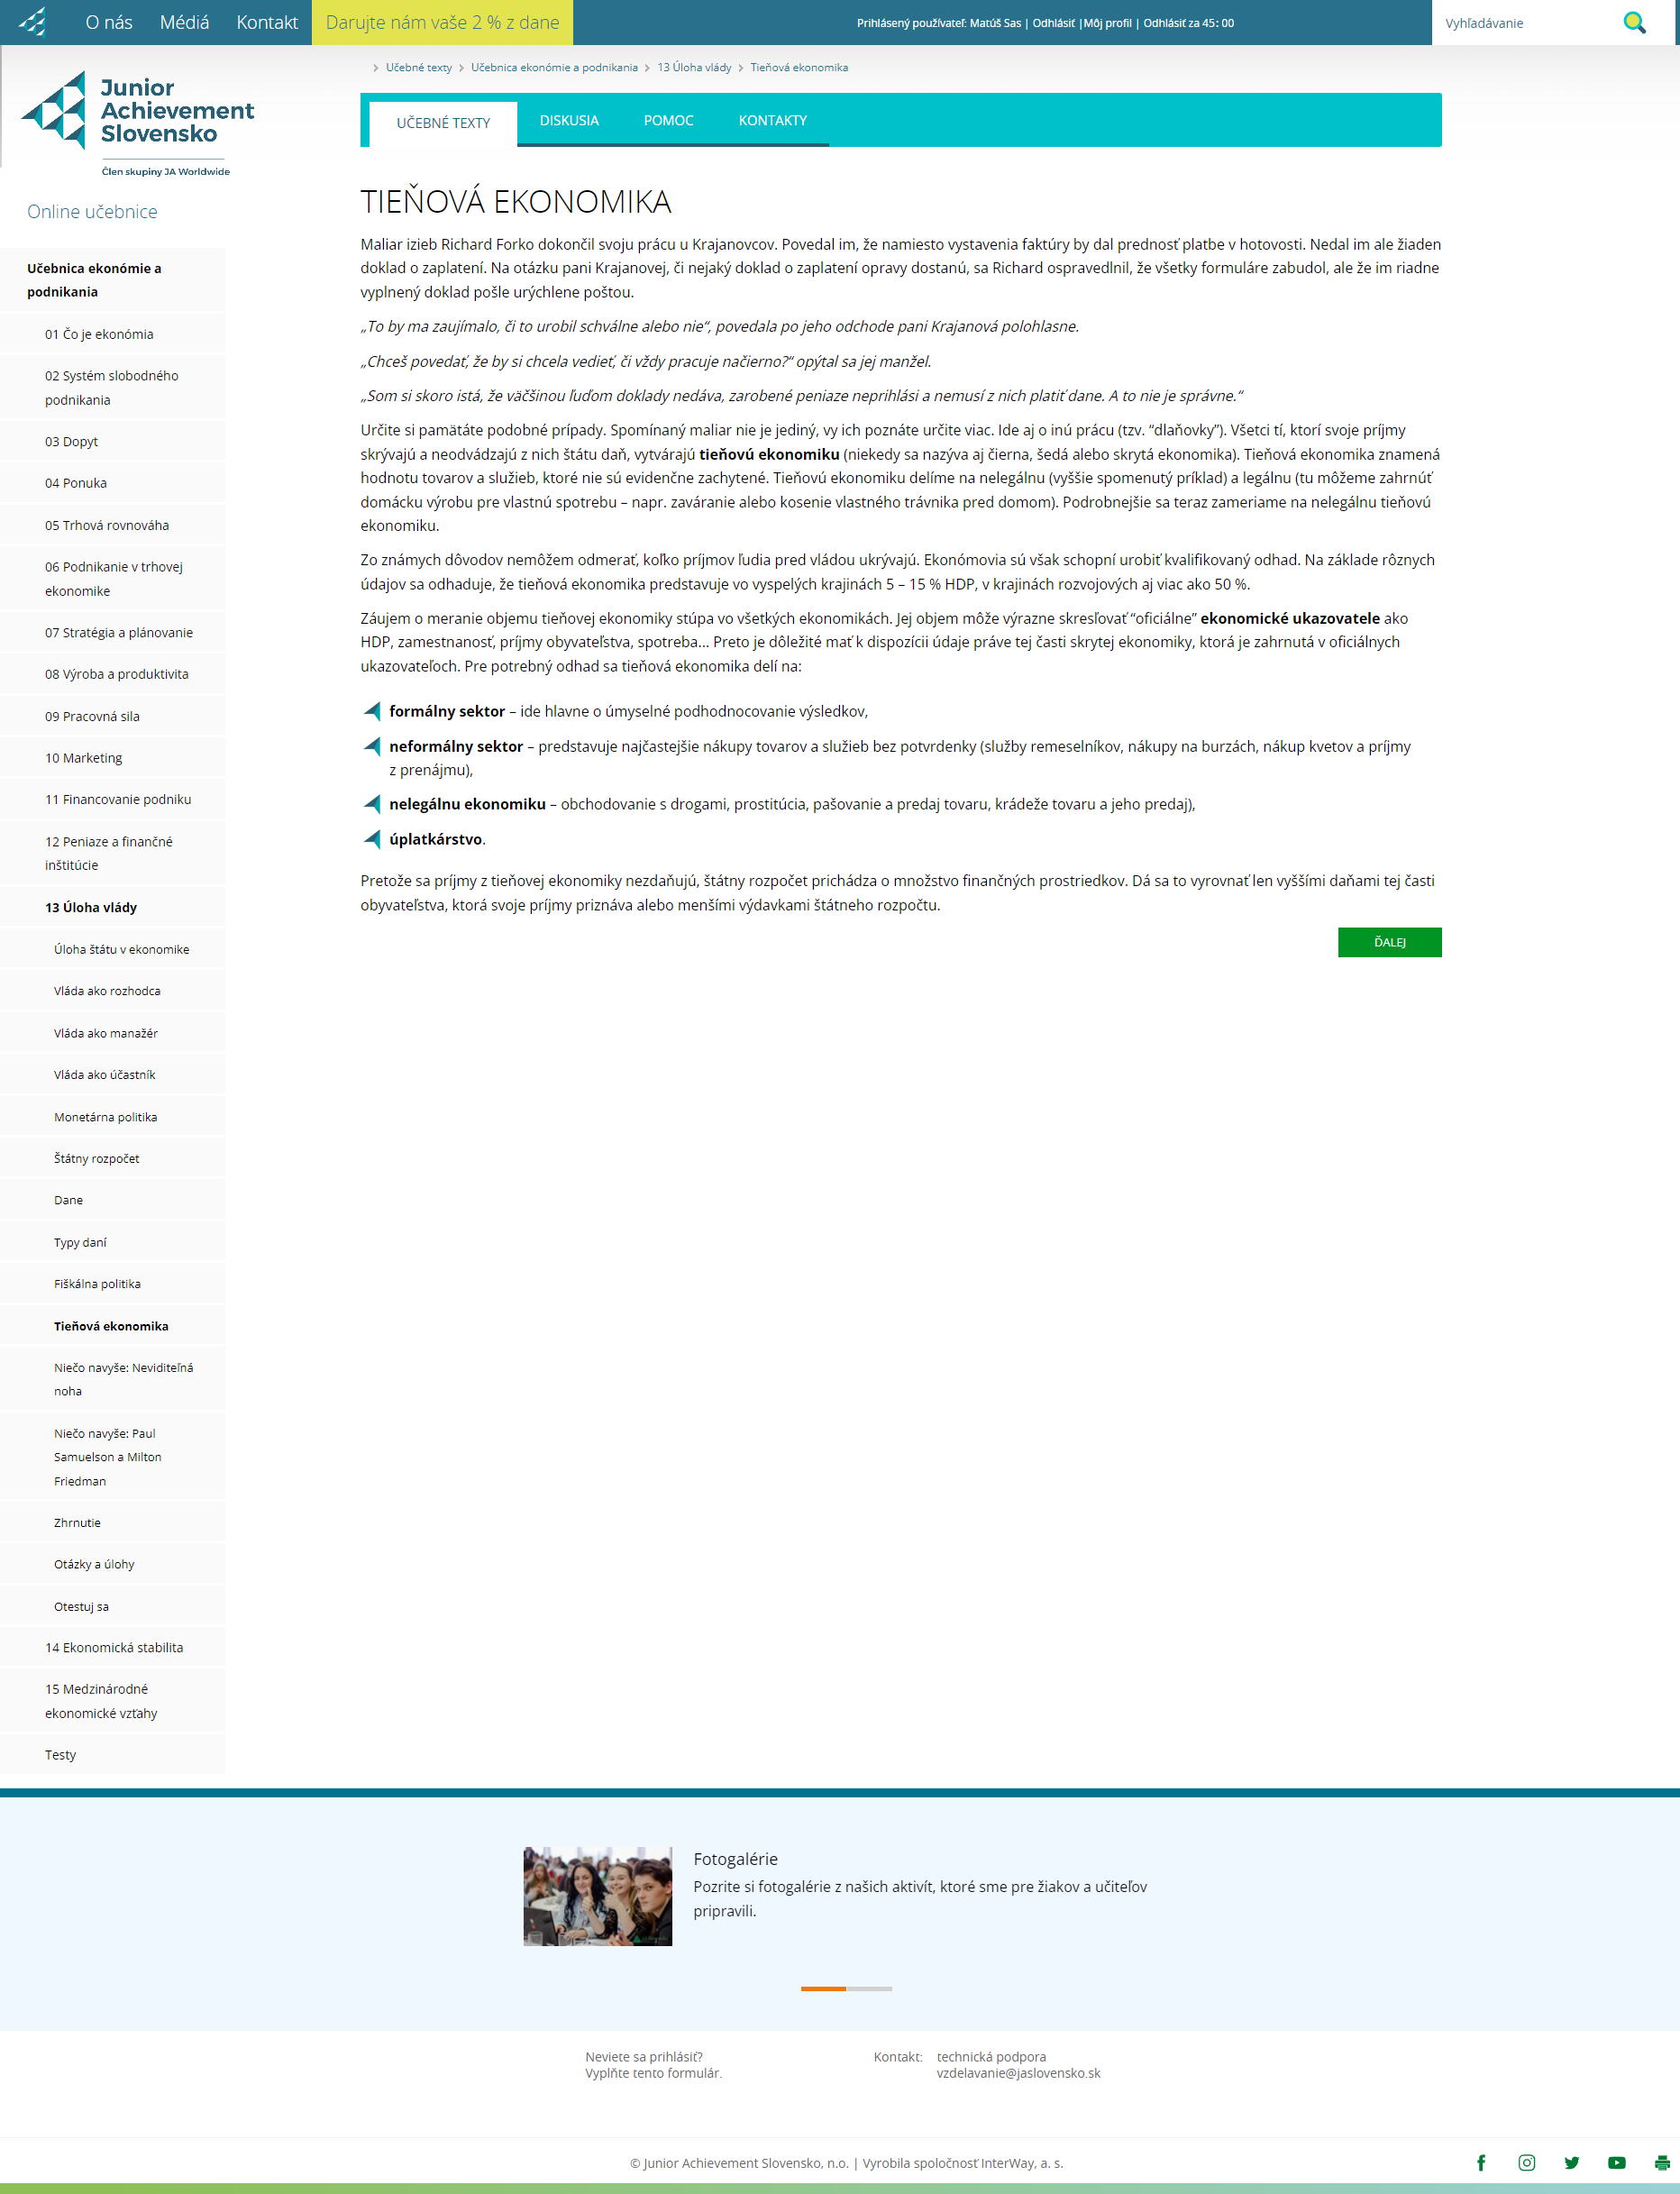 O nás Médiá Kontakt Darujte nám vaše 2 % z dane Prihlásený používateľ: Matúš Sas | Odhlásiť |Môj profil | Odhlásiť za 45: 00 Vyhľadávanie
Junior
Achievement
Slovensko
Člen skupiny JA Worldwide
Online učebnice
Učebnica ekonómie a
podnikania
01 Čo je ekonómia
02 Systém slobodného
podnikania
03 Dopyt
04 Ponuka
05 Trhová rovnováha
06 Podnikanie v trhovej
ekonomike
07 Stratégia a plánovanie
08 Výroba a produktivita
09 Pracovná sila
10 Marketing
11 Financovanie podniku
12 Peniaze a finančné
inštitúcie
13 Úloha vlády
Úloha štátu v ekonomike
Vláda ako rozhodca
Vláda ako manažér
Vláda ako účastník
Monetárna politika
Štátny rozpočet
Dane
Typy daní
Fiškálna politika
Tieňová ekonomika
Niečo navyše: Neviditeľná
noha
Niečo navyše: Paul
Samuelson a Milton
Friedman
Zhrnutie
Otázky a úlohy
Otestuj sa
14 Ekonomická stabilita
15 Medzinárodné
ekonomické vzťahy
Testy
Učebné texty Učebnica ekonómie a podnikania 13 Úloha vlády Tieňová ekonomika
UČEBNÉ TEXTY DISKUSIA POMOC KONTAKTY
TIEŇOVÁ EKONOMIKA
Maliar izieb Richard Forko dokončil svoju prácu u Krajanovcov. Povedal im, že namiesto vystavenia faktúry by dal prednosť platbe v hotovosti. Nedal im ale žiaden
doklad o zaplatení. Na otázku pani Krajanovej, či nejaký doklad o zaplatení opravy dostanú, sa Richard ospravedlnil, že všetky formuláre zabudol, ale že im riadne
vyplnený doklad pošle urýchlene poštou.
„To by ma zaujímalo, či to urobil schválne alebo nie“, povedala po jeho odchode pani Krajanová polohlasne.
„Chceš povedať, že by si chcela vedieť, či vždy pracuje načierno?“ opýtal sa jej manžel.
„Som si skoro istá, že väčšinou ľuďom doklady nedáva, zarobené peniaze neprihlási a nemusí z nich platiť dane. A to nie je správne.“
Určite si pamätáte podobné prípady. Spomínaný maliar nie je jediný, vy ich poznáte určite viac. Ide aj o inú prácu (tzv. “dlaňovky”). Všetci tí, ktorí svoje príjmy
skrývajú a neodvádzajú z nich štátu daň, vytvárajú tieňovú ekonomiku (niekedy sa nazýva aj čierna, šedá alebo skrytá ekonomika). Tieňová ekonomika znamená
hodnotu tovarov a služieb, ktoré nie sú evidenčne zachytené. Tieňovú ekonomiku delíme na nelegálnu (vyššie spomenutý príklad) a legálnu (tu môžeme zahrnúť
domácku výrobu pre vlastnú spotrebu – napr. zaváranie alebo kosenie vlastného trávnika pred domom). Podrobnejšie sa teraz zameriame na nelegálnu tieňovú
ekonomiku.
Zo známych dôvodov nemôžem odmerať, koľko príjmov ľudia pred vládou ukrývajú. Ekonómovia sú však schopní urobiť kvalifikovaný odhad. Na základe rôznych
údajov sa odhaduje, že tieňová ekonomika predstavuje vo vyspelých krajinách 5 – 15 % HDP, v krajinách rozvojových aj viac ako 50 %.
Záujem o meranie objemu tieňovej ekonomiky stúpa vo všetkých ekonomikách. Jej objem môže výrazne skresľovať “oficiálne” ekonomické ukazovatele ako
HDP, zamestnanosť, príjmy obyvateľstva, spotreba... Preto je dôležité mať k dispozícii údaje práve tej časti skrytej ekonomiky, ktorá je zahrnutá v oficiálnych
ukazovateľoch. Pre potrebný odhad sa tieňová ekonomika delí na:
formálny sektor – ide hlavne o úmyselné podhodnocovanie výsledkov,
neformálny sektor – predstavuje najčastejšie nákupy tovarov a služieb bez potvrdenky (služby remeselníkov, nákupy na burzách, nákup kvetov a príjmy
z prenájmu),
nelegálnu ekonomiku – obchodovanie s drogami, prostitúcia, pašovanie a predaj tovaru, krádeže tovaru a jeho predaj),
úplatkárstvo.
Pretože sa príjmy z tieňovej ekonomiky nezdaňujú, štátny rozpočet prichádza o množstvo finančných prostriedkov. Dá sa to vyrovnať len vyššími daňami tej časti
obyvateľstva, ktorá svoje príjmy priznáva alebo menšími výdavkami štátneho rozpočtu.
ĎALEJ
Fotogalérie
Pozrite si fotogalérie z našich aktivít, ktoré sme pre žiakov a učiteľov
pripravili.
Neviete sa prihlásiť?
Vyplňte tento formulár.
Kontakt: technická podpora
vzdelavanie@jaslovensko.sk
© Junior Achievement Slovensko, n.o. | Vyrobila spoločnosť InterWay, a. s.